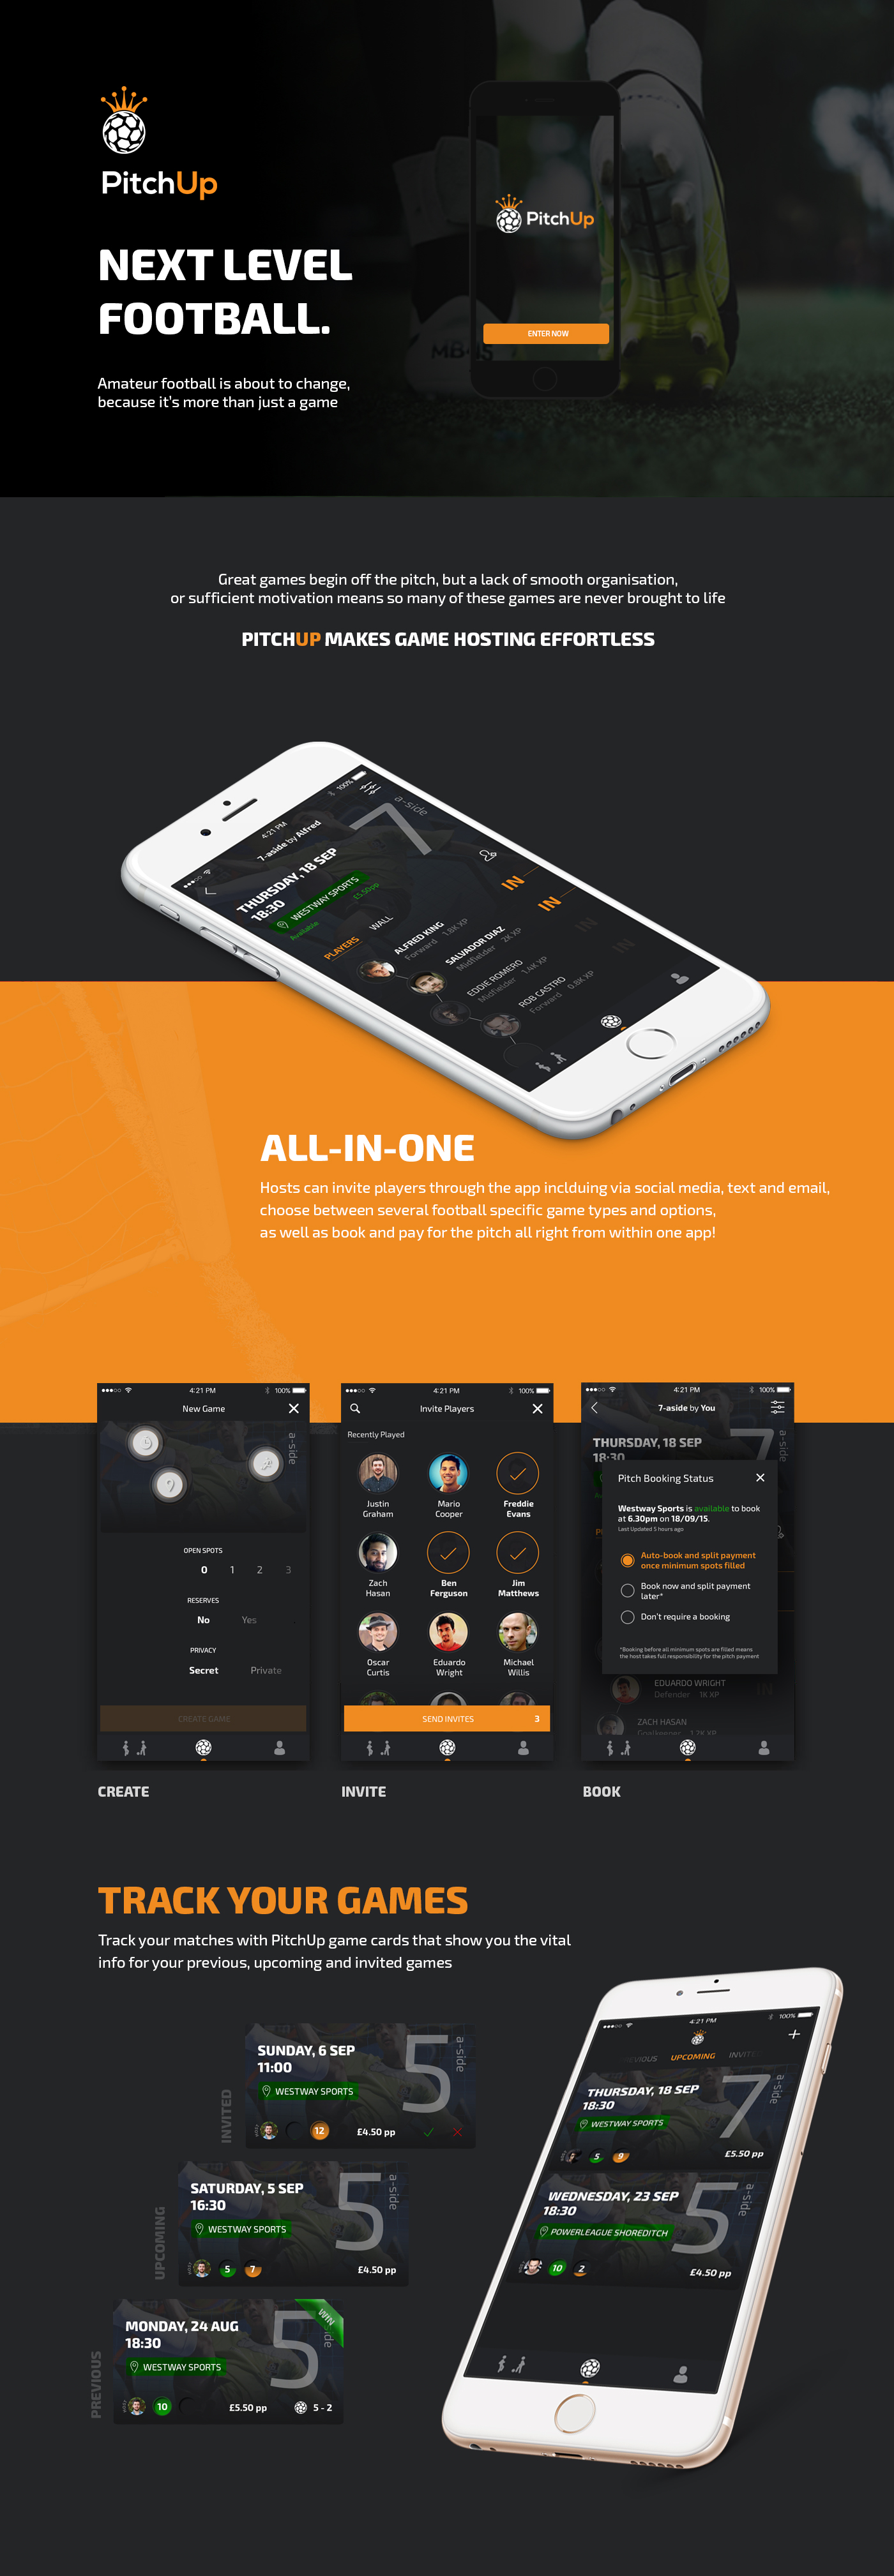 PitchUp
PitchUp
NEXT LEVEL
FOOTBALL.
ENTER NOW
MB 15
Amateur football is about to change,
because it's more than just a game
Great games begin off the pitch, but a lack of smooth organisation,
or sufficient motivation means so many of these games are never brought to life
PITCHUP MAKES GAME HOSTING EFFORTLESS
4:21 PM
100%
7-aside by Alfred
7
a-side
THURSDAY, 18 SEP
18:30
WESTWAY SPORTS
Available
£5.50pp
PLAYERS
WALL
ALFRED KING
Forward 1.8K XP
IN
SALVADOR DIAZ
Midfielder 2K XP
IN
EDDIE ROMERO
Midfielder 1.4K XP
IN
ROB CASTRO
Forward 0.8K XP
IN
ALL-IN-ONE
Hosts can invite players through the app inclduing via social media, text and email,
choose between several football specific game types and options,
as well as book and pay for the pitch all right from within one app!
4:21 PM 100%
New Game
a-side
9
OPEN SPOTS
0 1 2 3
RESERVES
No Yes
PRIVACY
Secret Private
CREATE GAME
CREATE
4:21 PM 100%
Invite Players
Recently Played
Justin
Graham
Mario
Cooper
Freddie
Evans
Zach
Hasan
Ben
Ferguson
Jim
Matthews
Oscar
Curtis
Eduardo
Wright
Michael
Willis
SEND INVITES 3
INVITE
4:21 PM 100%
7-aside by You
THURSDAY, 18 SEP
18:30
7
a-side
Pitch Booking Status
Westway Sports is available to book
at 6.30pm on 18/09/15.
Last Updated 5 hours ago
Auto-book and split payment
once minimum spots filled
Book now and split payment
later*
Don't require a booking
*Booking before all minimum spots are filled means
the host takes full responsibility for the pitch payment
EDUARDO WRIGHT
Defender 1K XP
IN
ZACH HASAN
Goalkeeper 1.2K XP
BOOK
TRACK YOUR GAMES
Track your matches with PitchUp game cards that show you the vital
info for your previous, upcoming and invited games
INVITED
SUNDAY, 6 SEP
11:00
WESTWAY SPORTS
5
a-side
12
£4.50 pp
UPCOMING
SATURDAY, 5 SEP
16:30
WESTWAY SPORTS
5
a-side
5 7
£4.50 pp
PREVIOUS
MONDAY, 24 AUG
18:30
WESTWAY SPORTS
5
WIN
10
£5.50 pp
5 - 2
4:21 PM 100%
UPCOMING
THURSDAY, 18 SEP
18:30
WESTWAY SPORTS
7
a-side
5 9
£5.50 pp
WEDNESDAY, 23 SEP
18:30
POWERLEAGUE SHOREDITCH
5
a-side
10 2
£4.50 pp